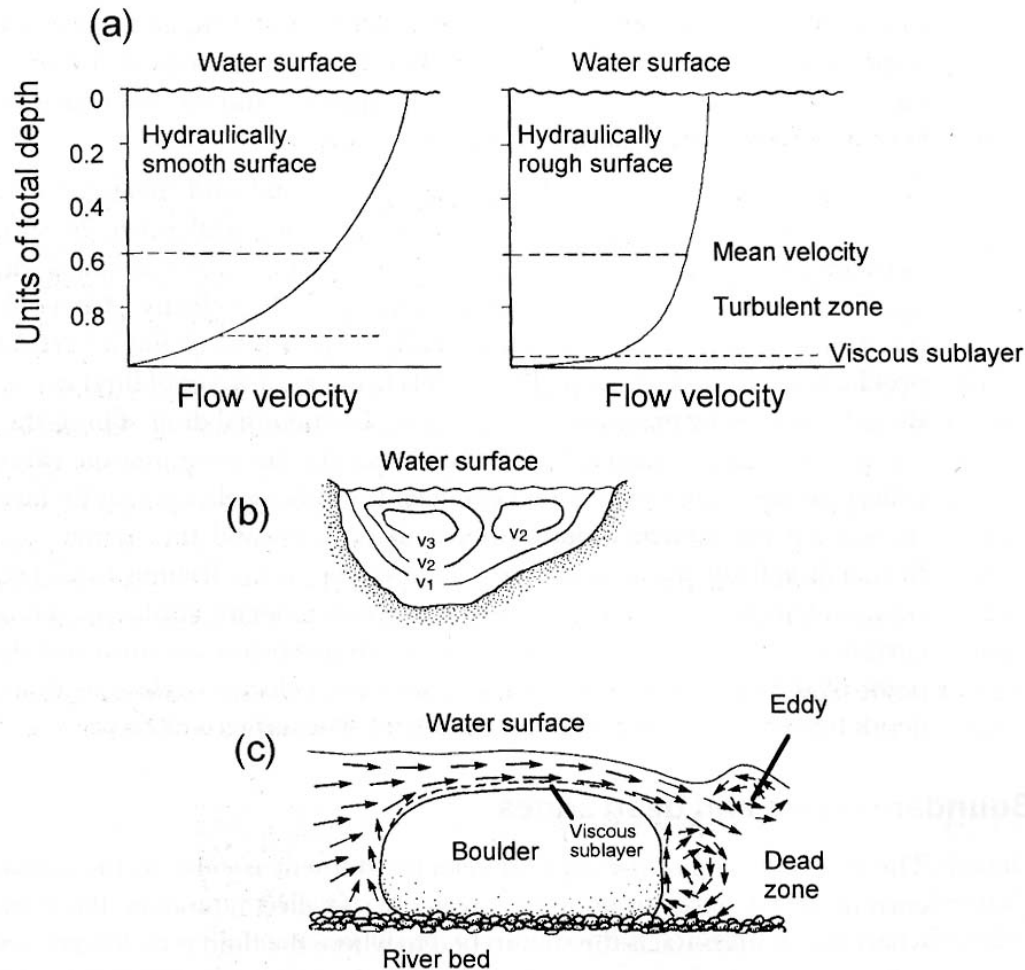 (a)
Water surface
Water surface
Units of total depth
0
0.2
0.4
0.6
0.8
Hydraulically
smooth surface
Hydraulically
rough surface
Mean velocity
Turbulent zone
Viscous sublayer
Flow velocity
Flow velocity
Water surface
(b)
v3
v2
v1
v2
(c)
Water surface
Eddy
Viscous
sublayer
Boulder
Dead
zone
River bed